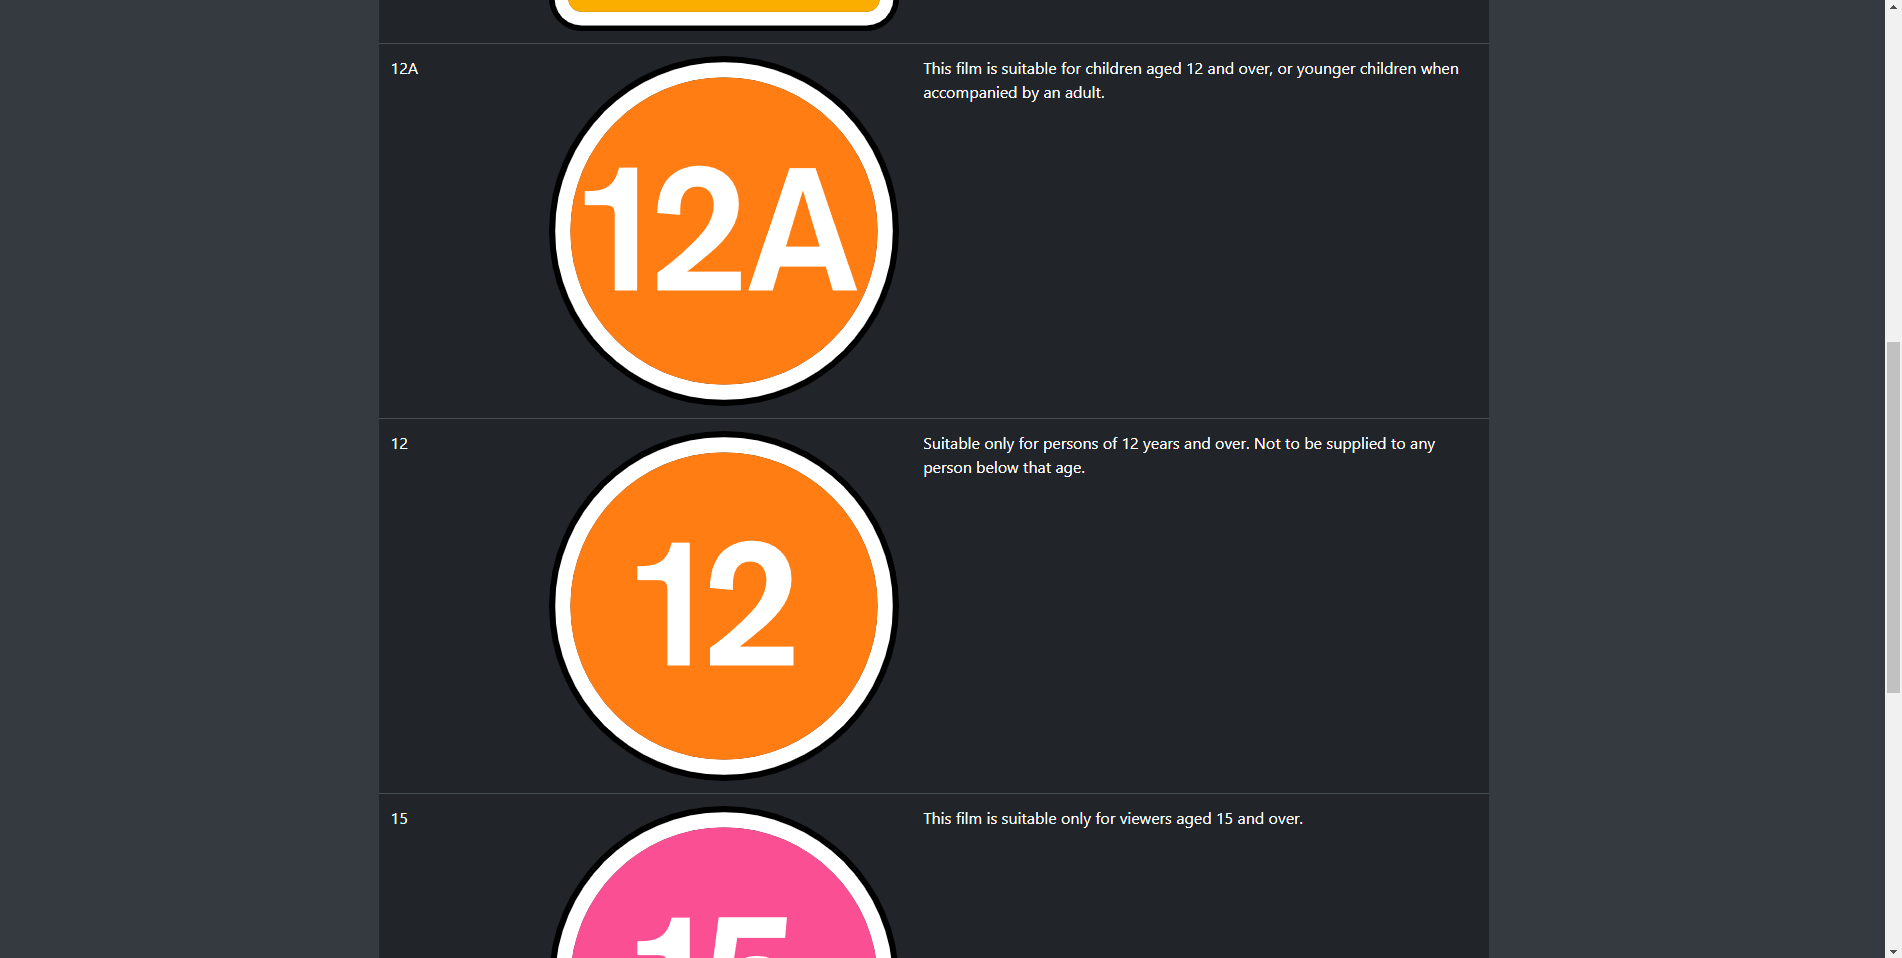 12A
12A
This film is suitable for children aged 12 and over, or younger children when
accompanied by an adult.
12
12
Suitable only for persons of 12 years and over. Not to be supplied to any
person below that age.
15
15
This film is suitable only for viewers aged 15 and over.